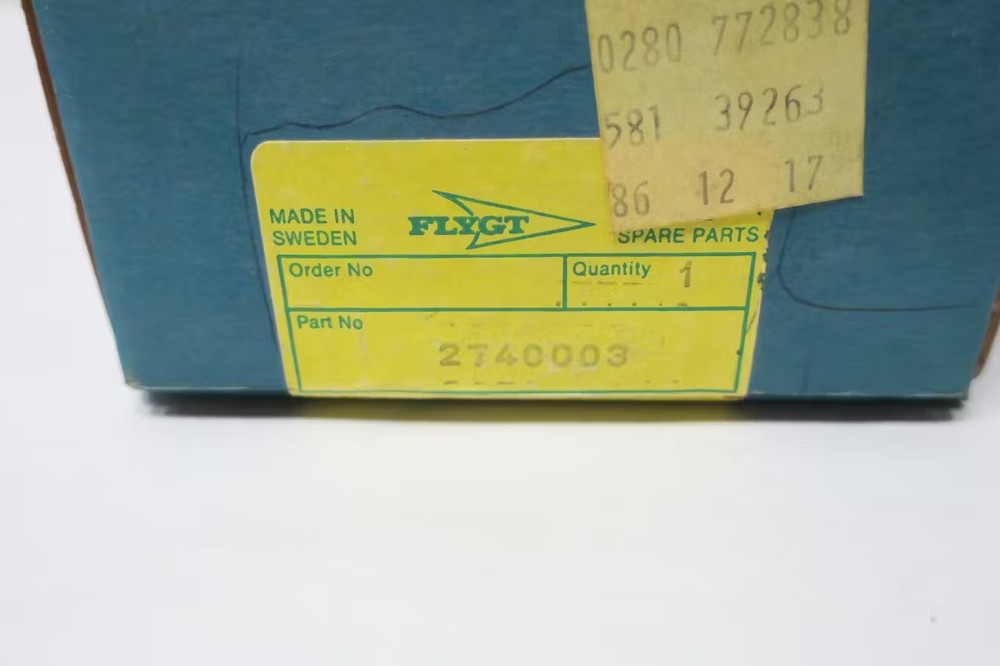 0280 772838
581 39263
86 12 17
MADE IN
SWEDEN
FLYGT
SPARE PARTS
Order No
Quantity 1
Part No
2740003